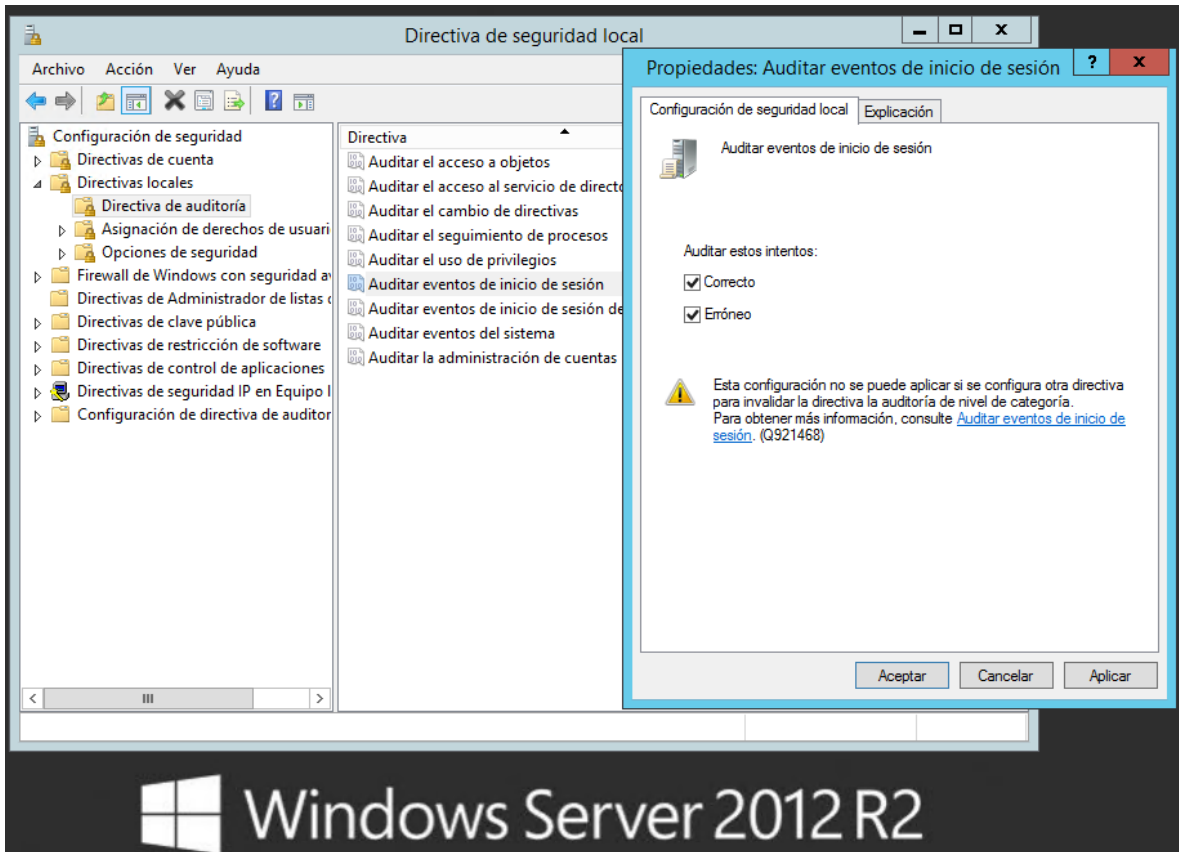 Directiva de seguridad local
Archivo Acción Ver Ayuda
Configuración de seguridad
Directivas de cuenta
Directivas locales
Directiva de auditoría
Asignación de derechos de usuari
Opciones de seguridad
Firewall de Windows con seguridad a
Directivas de Administrador de listas
Directivas de clave pública
Directivas de restricción de software
Directivas de control de aplicaciones
Directivas de seguridad IP en Equipo l
Configuración de directiva de auditor
Directiva
Auditar el acceso a objetos
Auditar el acceso al servicio de directo
Auditar el cambio de directivas
Auditar el seguimiento de procesos
Auditar el uso de privilegios
Auditar eventos de inicio de sesión
Auditar eventos de inicio de sesión de
Auditar eventos del sistema
Auditar la administración de cuentas
Propiedades: Auditar eventos de inicio de sesión
Configuración de seguridad local
Explicación
Auditar eventos de inicio de sesión
Auditar estos intentos:
Correcto
Erróneo
Esta configuración no se puede aplicar si se configura otra directiva
para invalidar la directiva la auditoría de nivel de categoría.
Para obtener más información, consulte Auditar eventos de inicio de
sesión. (Q921468)
Aceptar
Cancelar
Aplicar
Windows Server 2012 R2